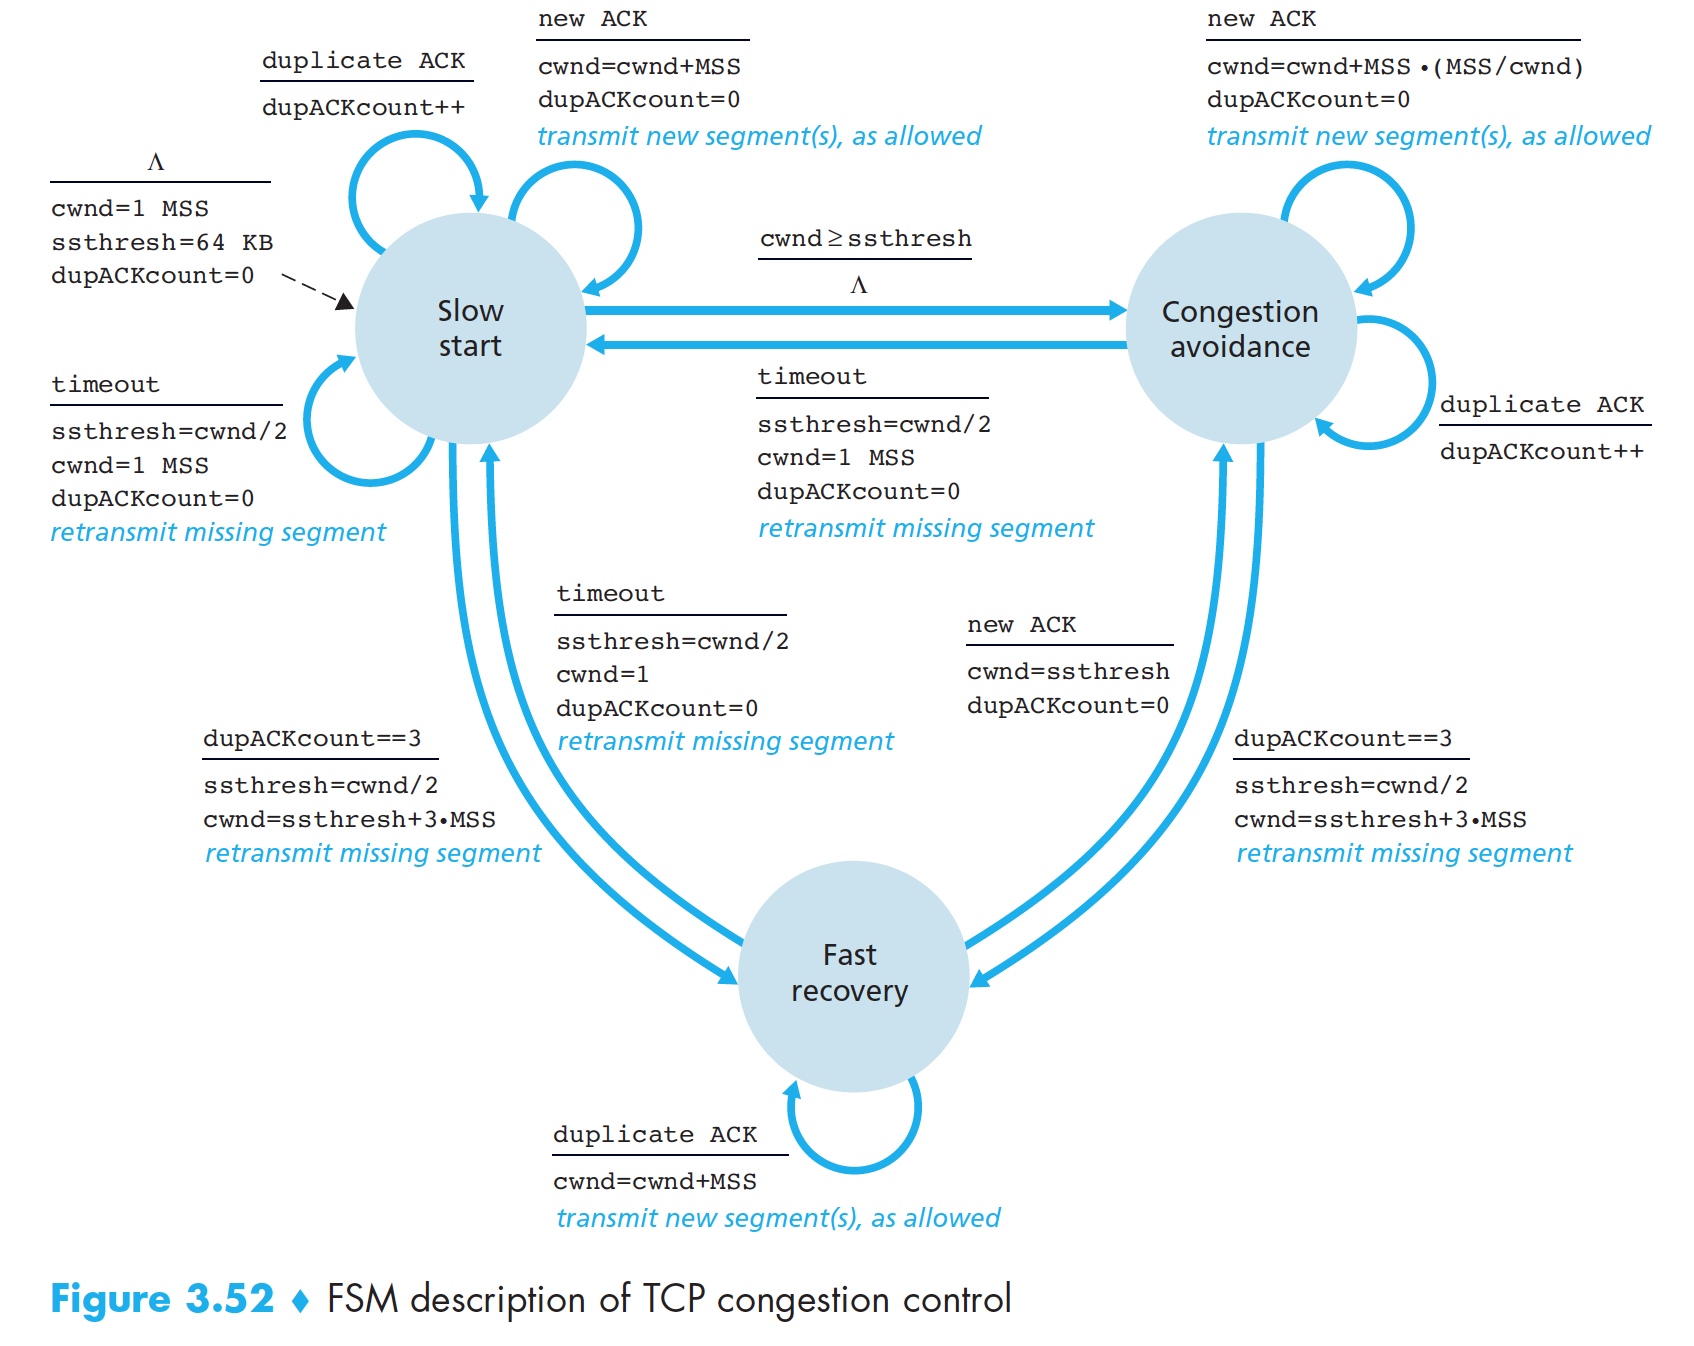 new ACK
cwnd=cwnd+MSS
dupACKcount=0
transmit new segment(s), as allowed
new ACK
cwnd=cwnd+MSS •(MSS/cwnd)
dupACKcount=0
transmit new segment(s), as allowed
duplicate ACK
dupACKcount++
Λ
cwnd=1 MSS
ssthresh=64 KB
dupACKcount=0
cwnd≥ssthresh
Λ
Slow
start
Congestion
avoidance
timeout
ssthresh=cwnd/2
cwnd=1 MSS
dupACKcount=0
retransmit missing segment
timeout
ssthresh=cwnd/2
cwnd=1 MSS
dupACKcount=0
retransmit missing segment
duplicate ACK
dupACKcount++
timeout
ssthresh=cwnd/2
cwnd=1
dupACKcount=0
retransmit missing segment
new ACK
cwnd=ssthresh
dupACKcount=0
dupACKcount==3
ssthresh=cwnd/2
cwnd=ssthresh+3•MSS
retransmit missing segment
dupACKcount==3
ssthresh=cwnd/2
cwnd=ssthresh+3•MSS
retransmit missing segment
Fast
recovery
duplicate ACK
cwnd=cwnd+MSS
transmit new segment(s), as allowed
Figure 3.52 ♦ FSM description of TCP congestion control